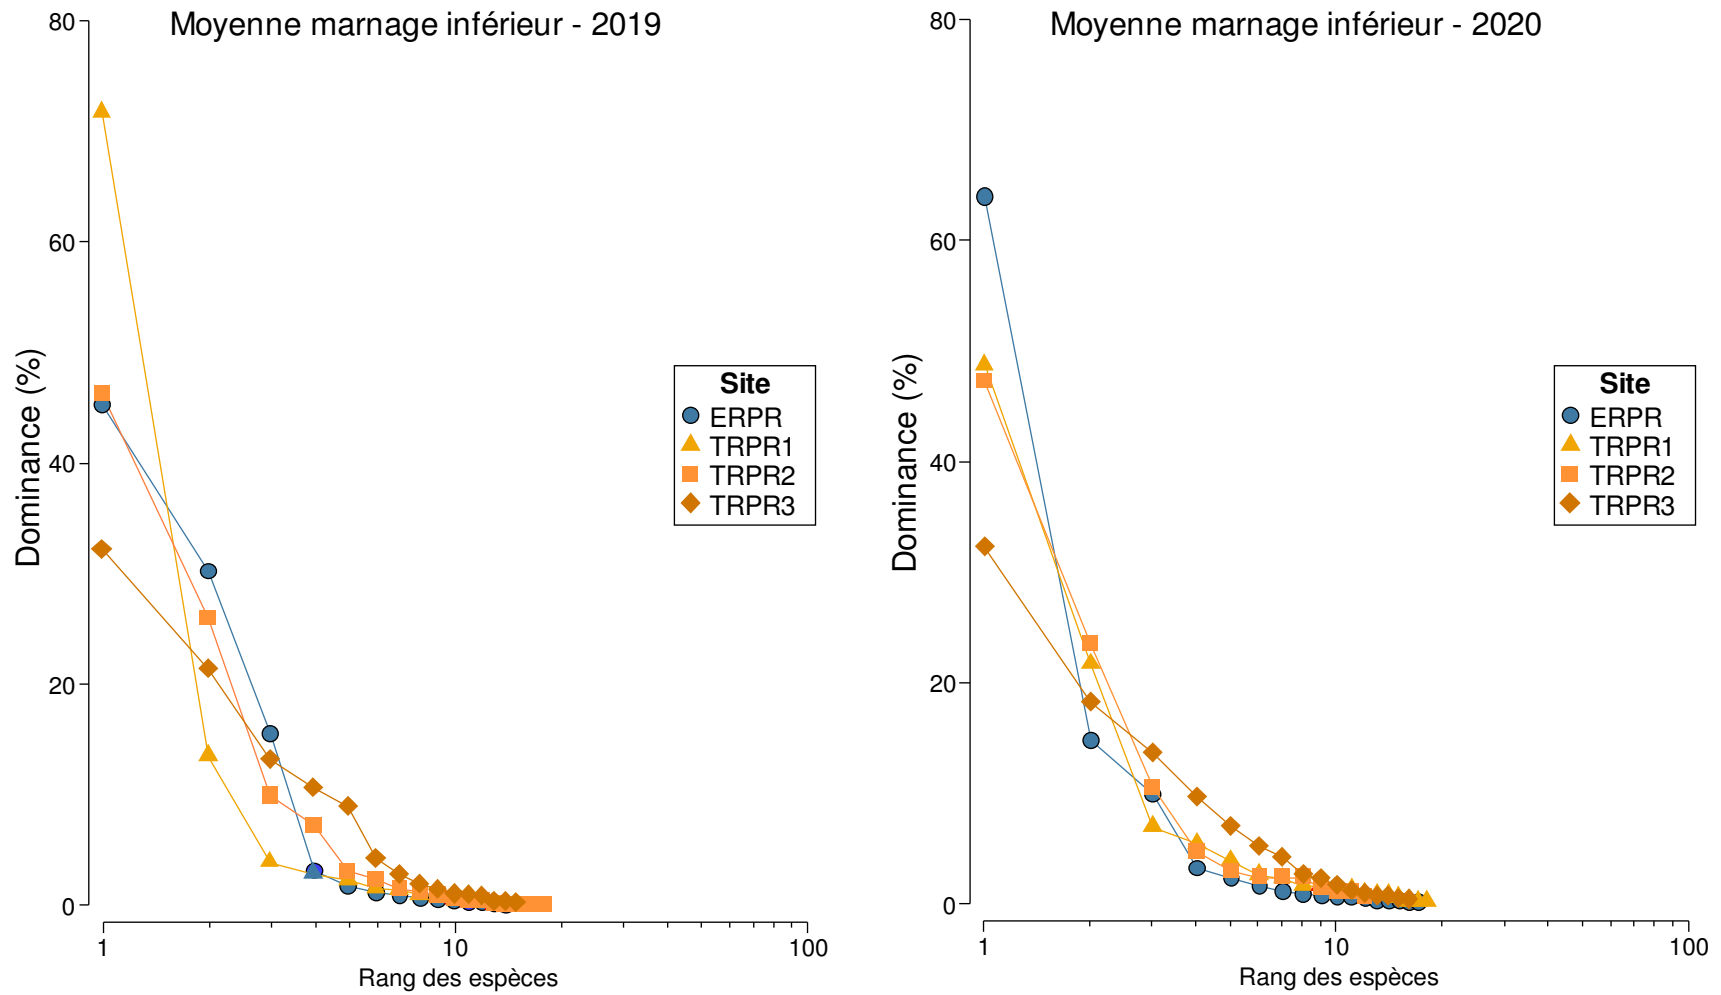 Moyenne marnage inférieur - 2019
80
60
40
20
0
Dominance (%)
1
10
100
Rang des espèces
Site
ERPR
TRPR1
TRPR2
TRPR3
Moyenne marnage inférieur - 2020
80
60
40
20
0
Dominance (%)
1
10
100
Rang des espèces
Site
ERPR
TRPR1
TRPR2
TRPR3